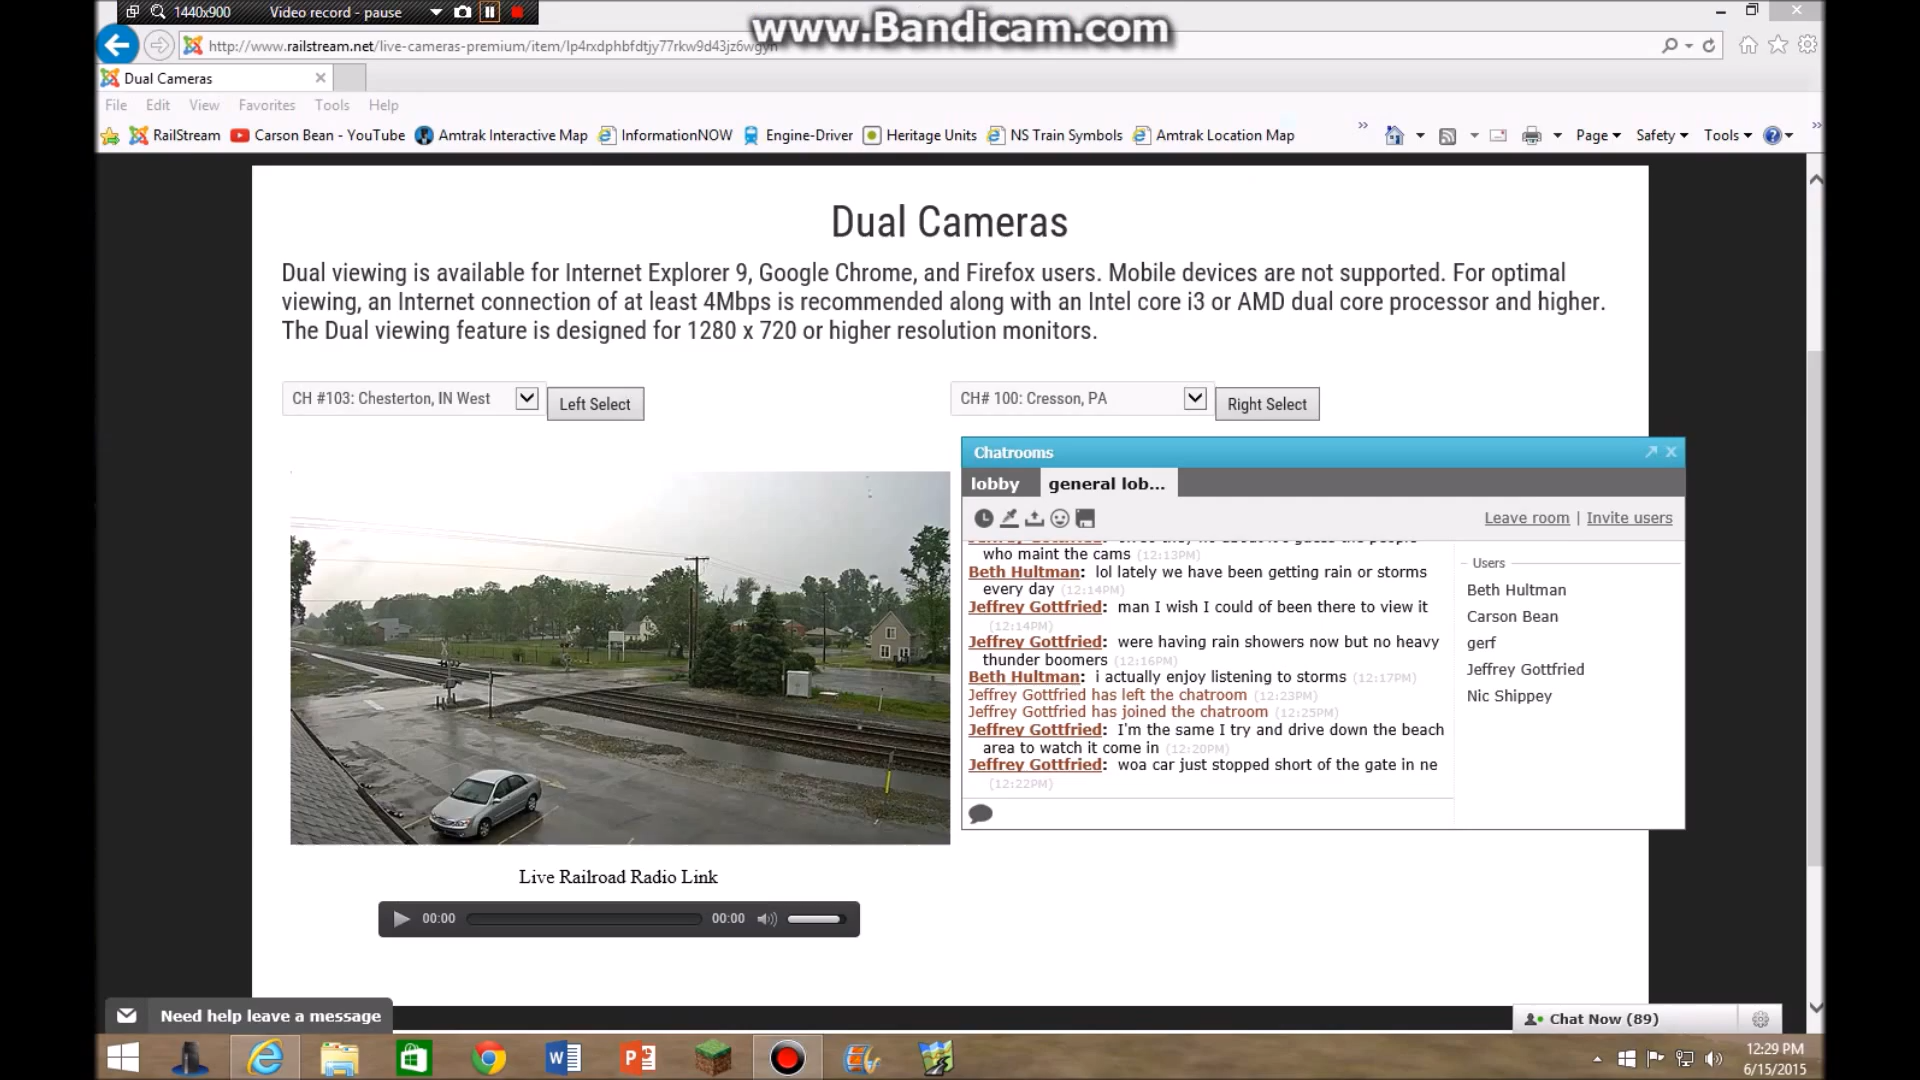 1440x900 Video record - pause
www.Bandicam.com
http://www.railstream.net/live-cameras-premium/item/lp4rxdphbfdtjy77rkw9d43jz6wgyn
Dual Cameras
File Edit View Favorites Tools Help
RailStream Carson Bean - YouTube Amtrak Interactive Map InformationNOW Engine-Driver Heritage Units NS Train Symbols Amtrak Location Map Page Safety Tools
Dual Cameras
Dual viewing is available for Internet Explorer 9, Google Chrome, and Firefox users. Mobile devices are not supported. For optimal
viewing, an Internet connection of at least 4Mbps is recommended along with an Intel core i3 or AMD dual core processor and higher.
The Dual viewing feature is designed for 1280 x 720 or higher resolution monitors.
CH #103: Chesterton, IN West Left Select
CH# 100: Cresson, PA Right Select
Chatrooms
lobby general lob...
Leave room | Invite users
who maint the cams (12:13PM)
Beth Hultman: lol lately we have been getting rain or storms
every day (12:14PM)
Jeffrey Gottfried: man I wish I could of been there to view it
(12:14PM)
Jeffrey Gottfried: were having rain showers now but no heavy
thunder boomers (12:16PM)
Beth Hultman: i actually enjoy listening to storms (12:17PM)
Jeffrey Gottfried has left the chatroom (12:23PM)
Jeffrey Gottfried has joined the chatroom (12:25PM)
Jeffrey Gottfried: I'm the same I try and drive down the beach
area to watch it come in (12:20PM)
Jeffrey Gottfried: woa car just stopped short of the gate in ne
(12:22PM)
Users
Beth Hultman
Carson Bean
gerf
Jeffrey Gottfried
Nic Shippey
Live Railroad Radio Link
00:00 00:00
Need help leave a message
Chat Now (89)
12:29 PM
6/15/2015